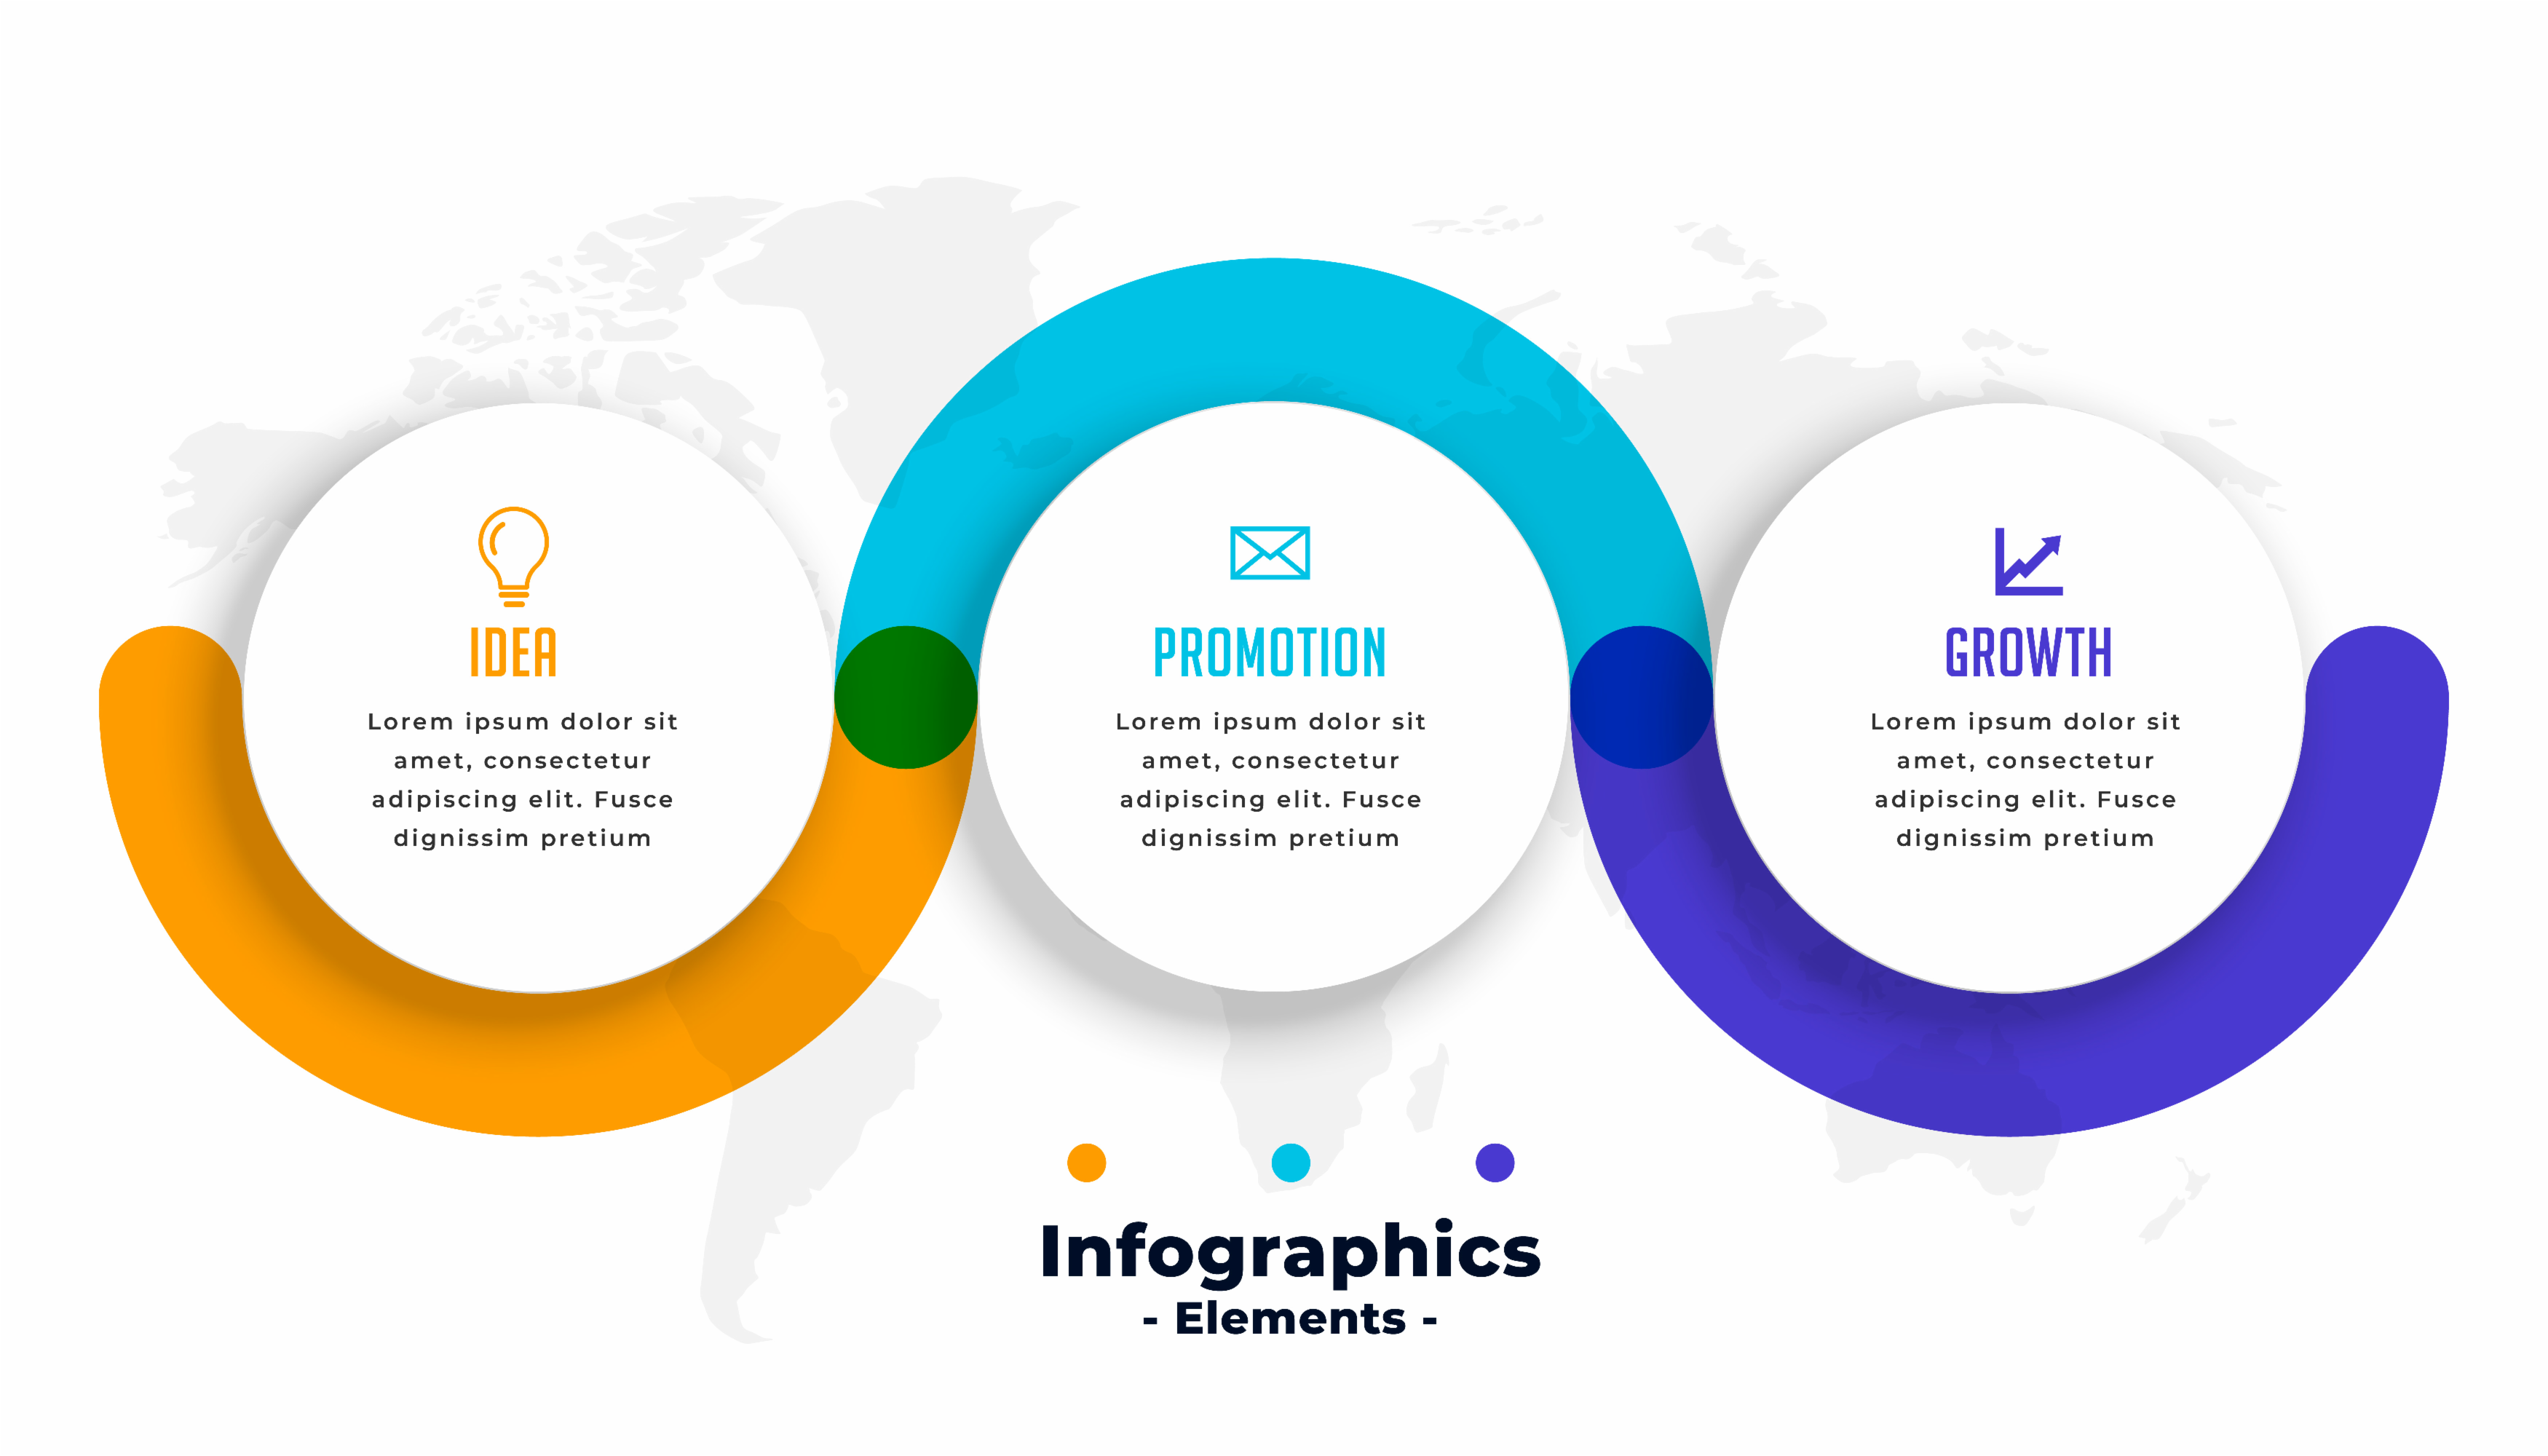 IDEA
Lorem ipsum dolor sit
amet, consectetur
adipiscing elit. Fusce
dignissim pretium
PROMOTION
Lorem ipsum dolor sit
amet, consectetur
adipiscing elit. Fusce
dignissim pretium
GROWTH
Lorem ipsum dolor sit
amet, consectetur
adipiscing elit. Fusce
dignissim pretium
Infographics
- Elements -